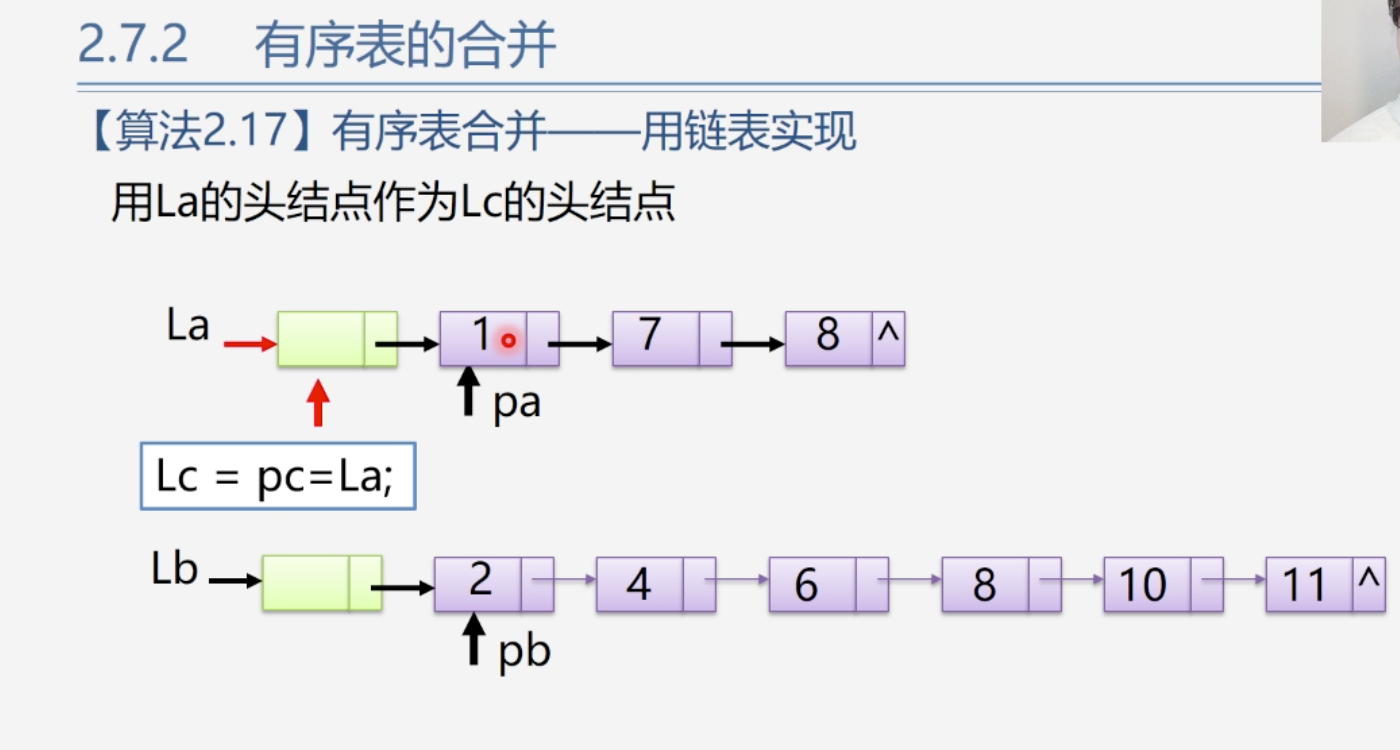 2.7.2 有序表的合并
【算法2.17】有序表合并——用链表实现
用La的头结点作为Lc的头结点
La 1 7 8 ^
pa
Lc = pc=La;
Lb 2 4 6 8 10 11 ^
pb